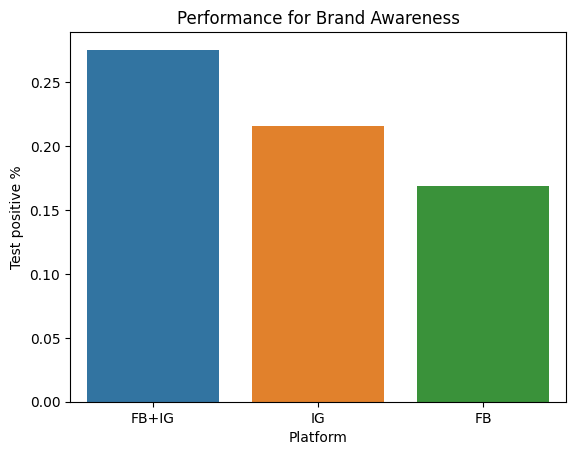 Performance for Brand Awareness
Test positive %
0.25
0.20
0.15
0.10
0.05
0.00
FB+IG
IG
FB
Platform